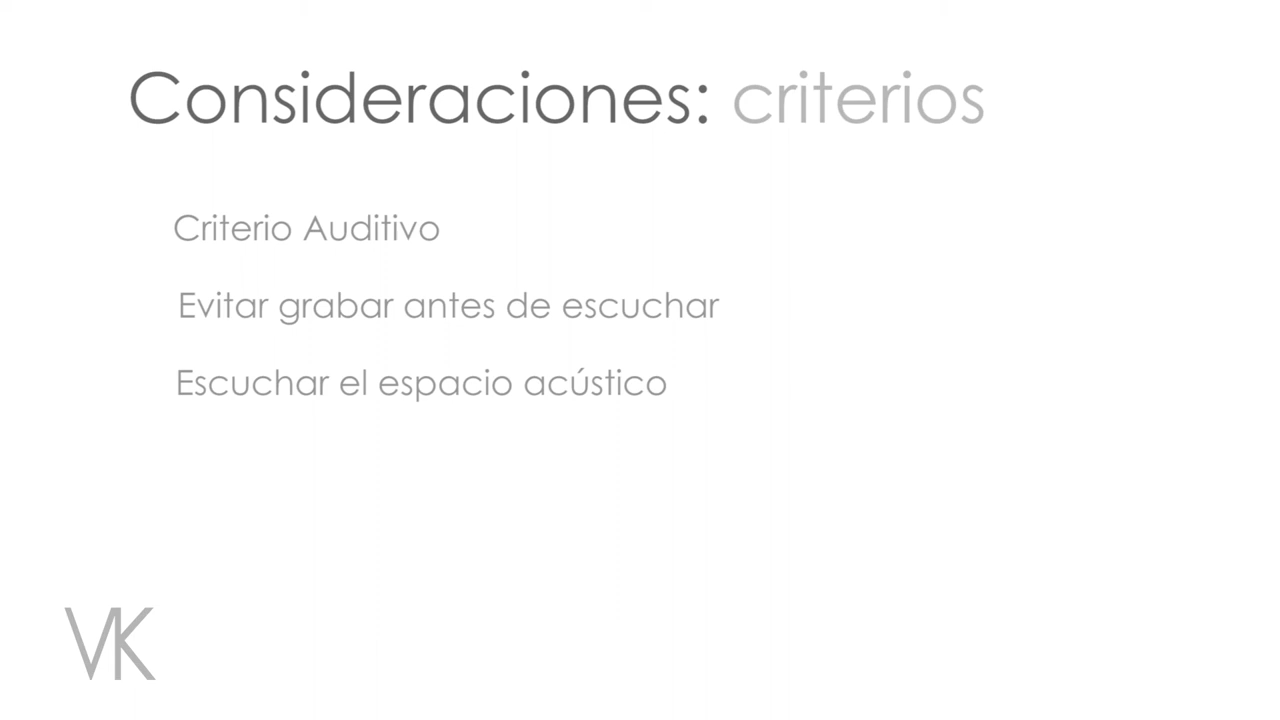 Consideraciones: criterios
Criterio Auditivo
Evitar grabar antes de escuchar
Escuchar el espacio acústico
VK